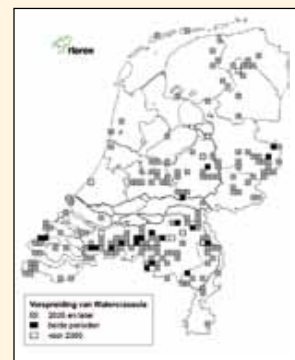 floron
Verspreiding van Watercrassula
2000 en later
beide perioden
voor 2000